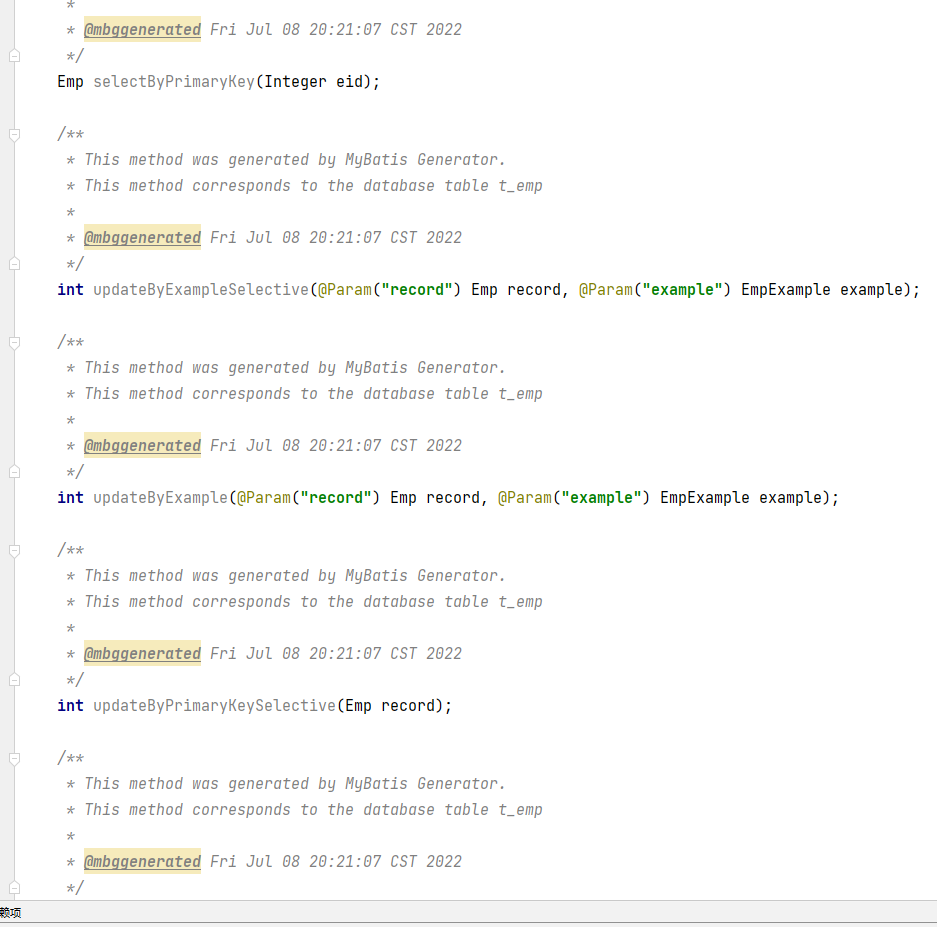 *
* @mbggenerated Fri Jul 08 20:21:07 CST 2022
*/
Emp selectByPrimaryKey(Integer eid);
/**
* This method was generated by MyBatis Generator.
* This method corresponds to the database table t_emp
*
* @mbggenerated Fri Jul 08 20:21:07 CST 2022
*/
int updateByExampleSelective(@Param("record") Emp record, @Param("example") EmpExample example);
/**
* This method was generated by MyBatis Generator.
* This method corresponds to the database table t_emp
*
* @mbggenerated Fri Jul 08 20:21:07 CST 2022
*/
int updateByExample(@Param("record") Emp record, @Param("example") EmpExample example);
/**
* This method was generated by MyBatis Generator.
* This method corresponds to the database table t_emp
*
* @mbggenerated Fri Jul 08 20:21:07 CST 2022
*/
int updateByPrimaryKeySelective(Emp record);
/**
* This method was generated by MyBatis Generator.
* This method corresponds to the database table t_emp
*
* @mbggenerated Fri Jul 08 20:21:07 CST 2022
*/
赖项